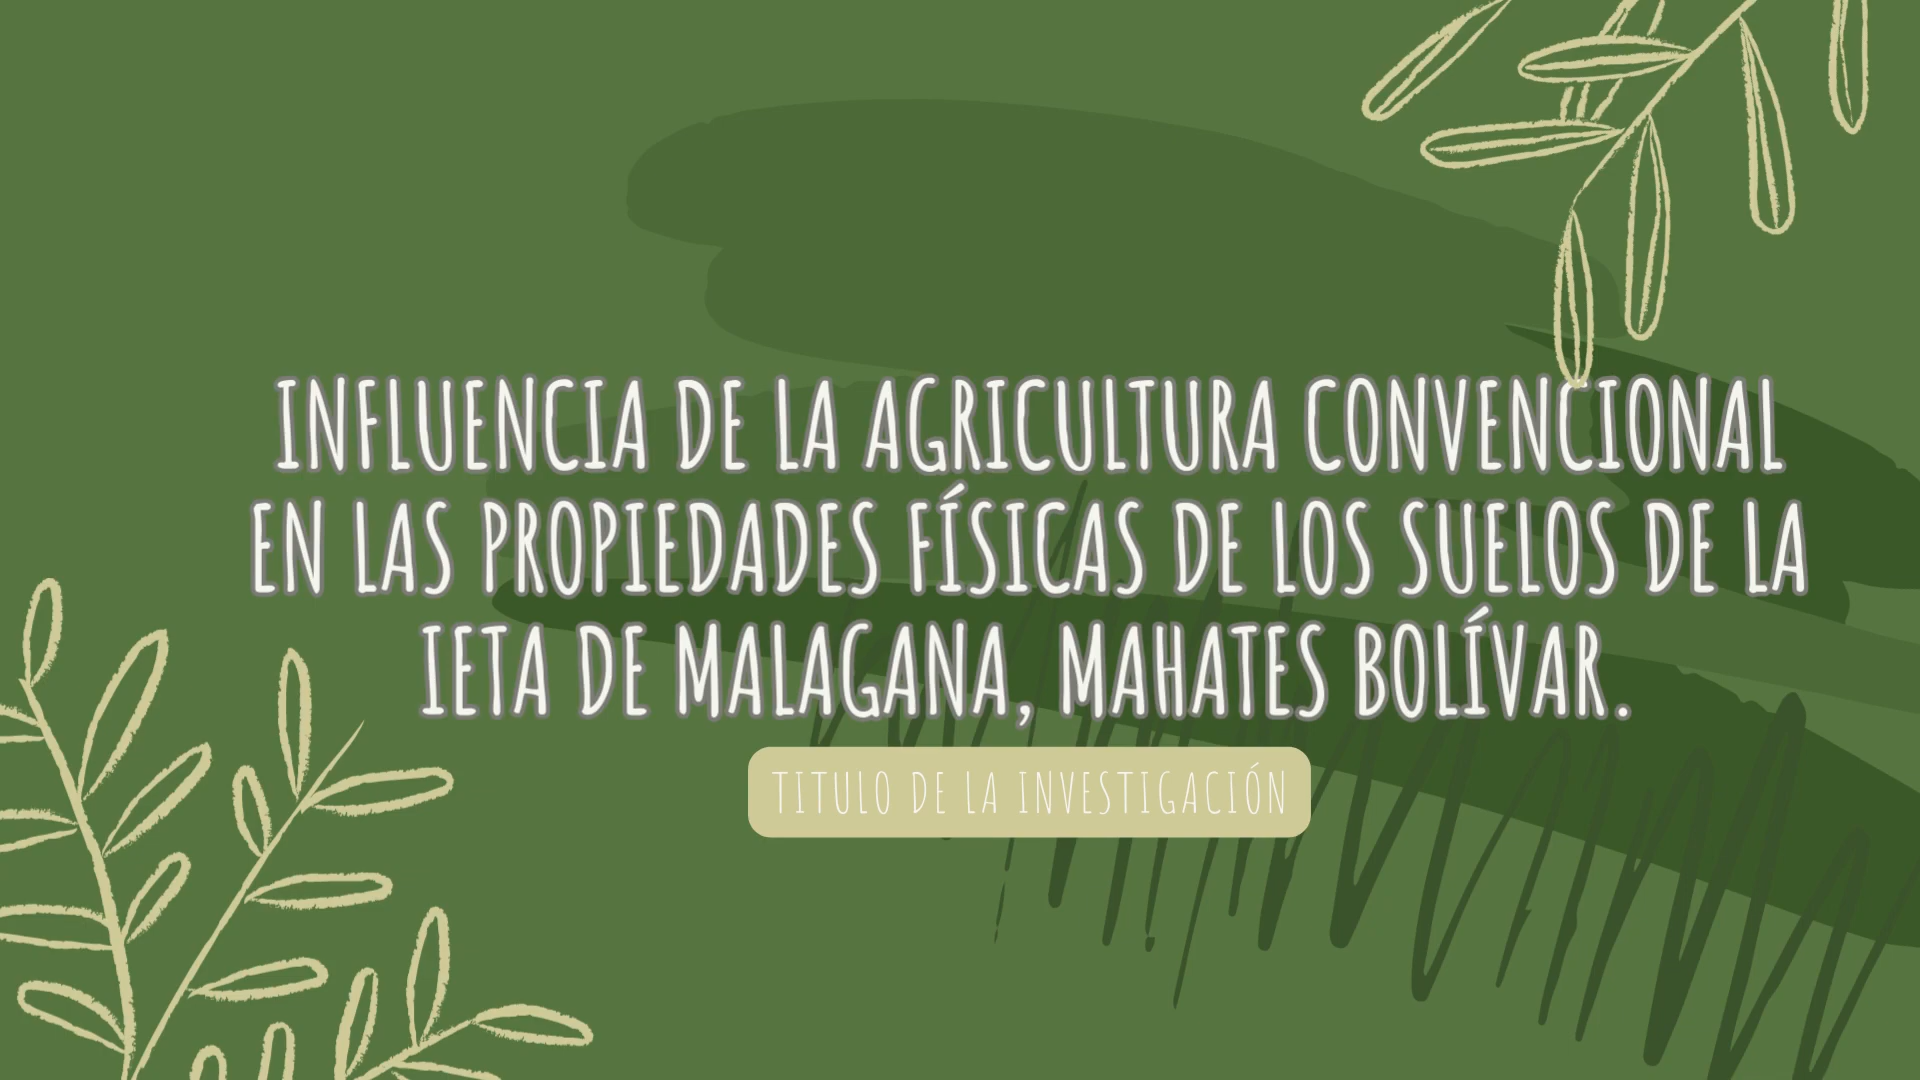 INFLUENCIA DE LA AGRICULTURA CONVENCIONAL
EN LAS PROPIEDADES FÍSICAS DE LOS SUELOS DE LA
IETA DE MALAGANA, MAHATES BOLÍVAR.
TITULO DE LA INVESTIGACIÓN